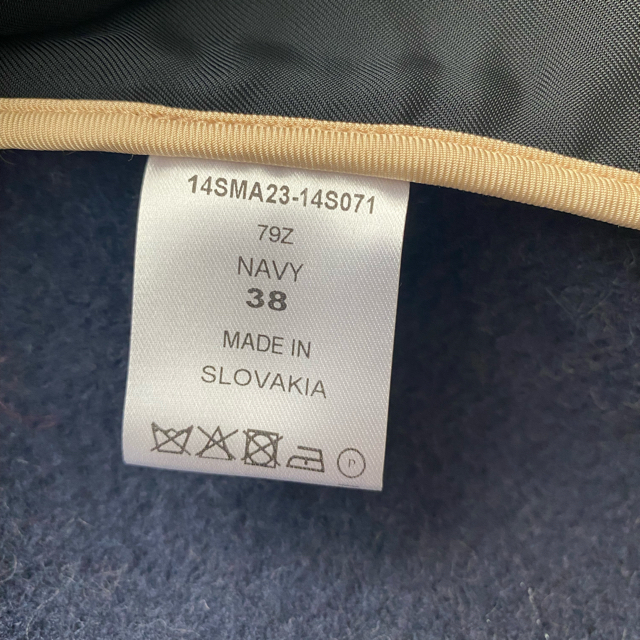 14SMA23-14S071
79Z
NAVY
38
MADE IN
SLOVAKIA
P